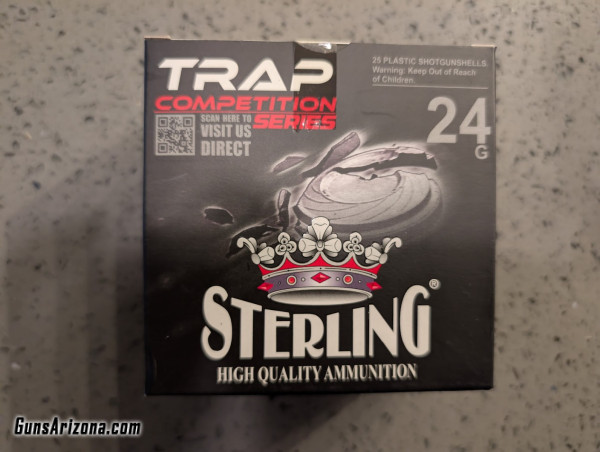 TRAP
COMPETITION
SERIES
SCAN HERE TO
VISIT US
DIRECT
25 PLASTIC SHOTGUNSHELLS.
Warning: Keep Out of Reach
of Children.
24
G
STERLING®
HIGH QUALITY AMMUNITION
GunsArizona.com